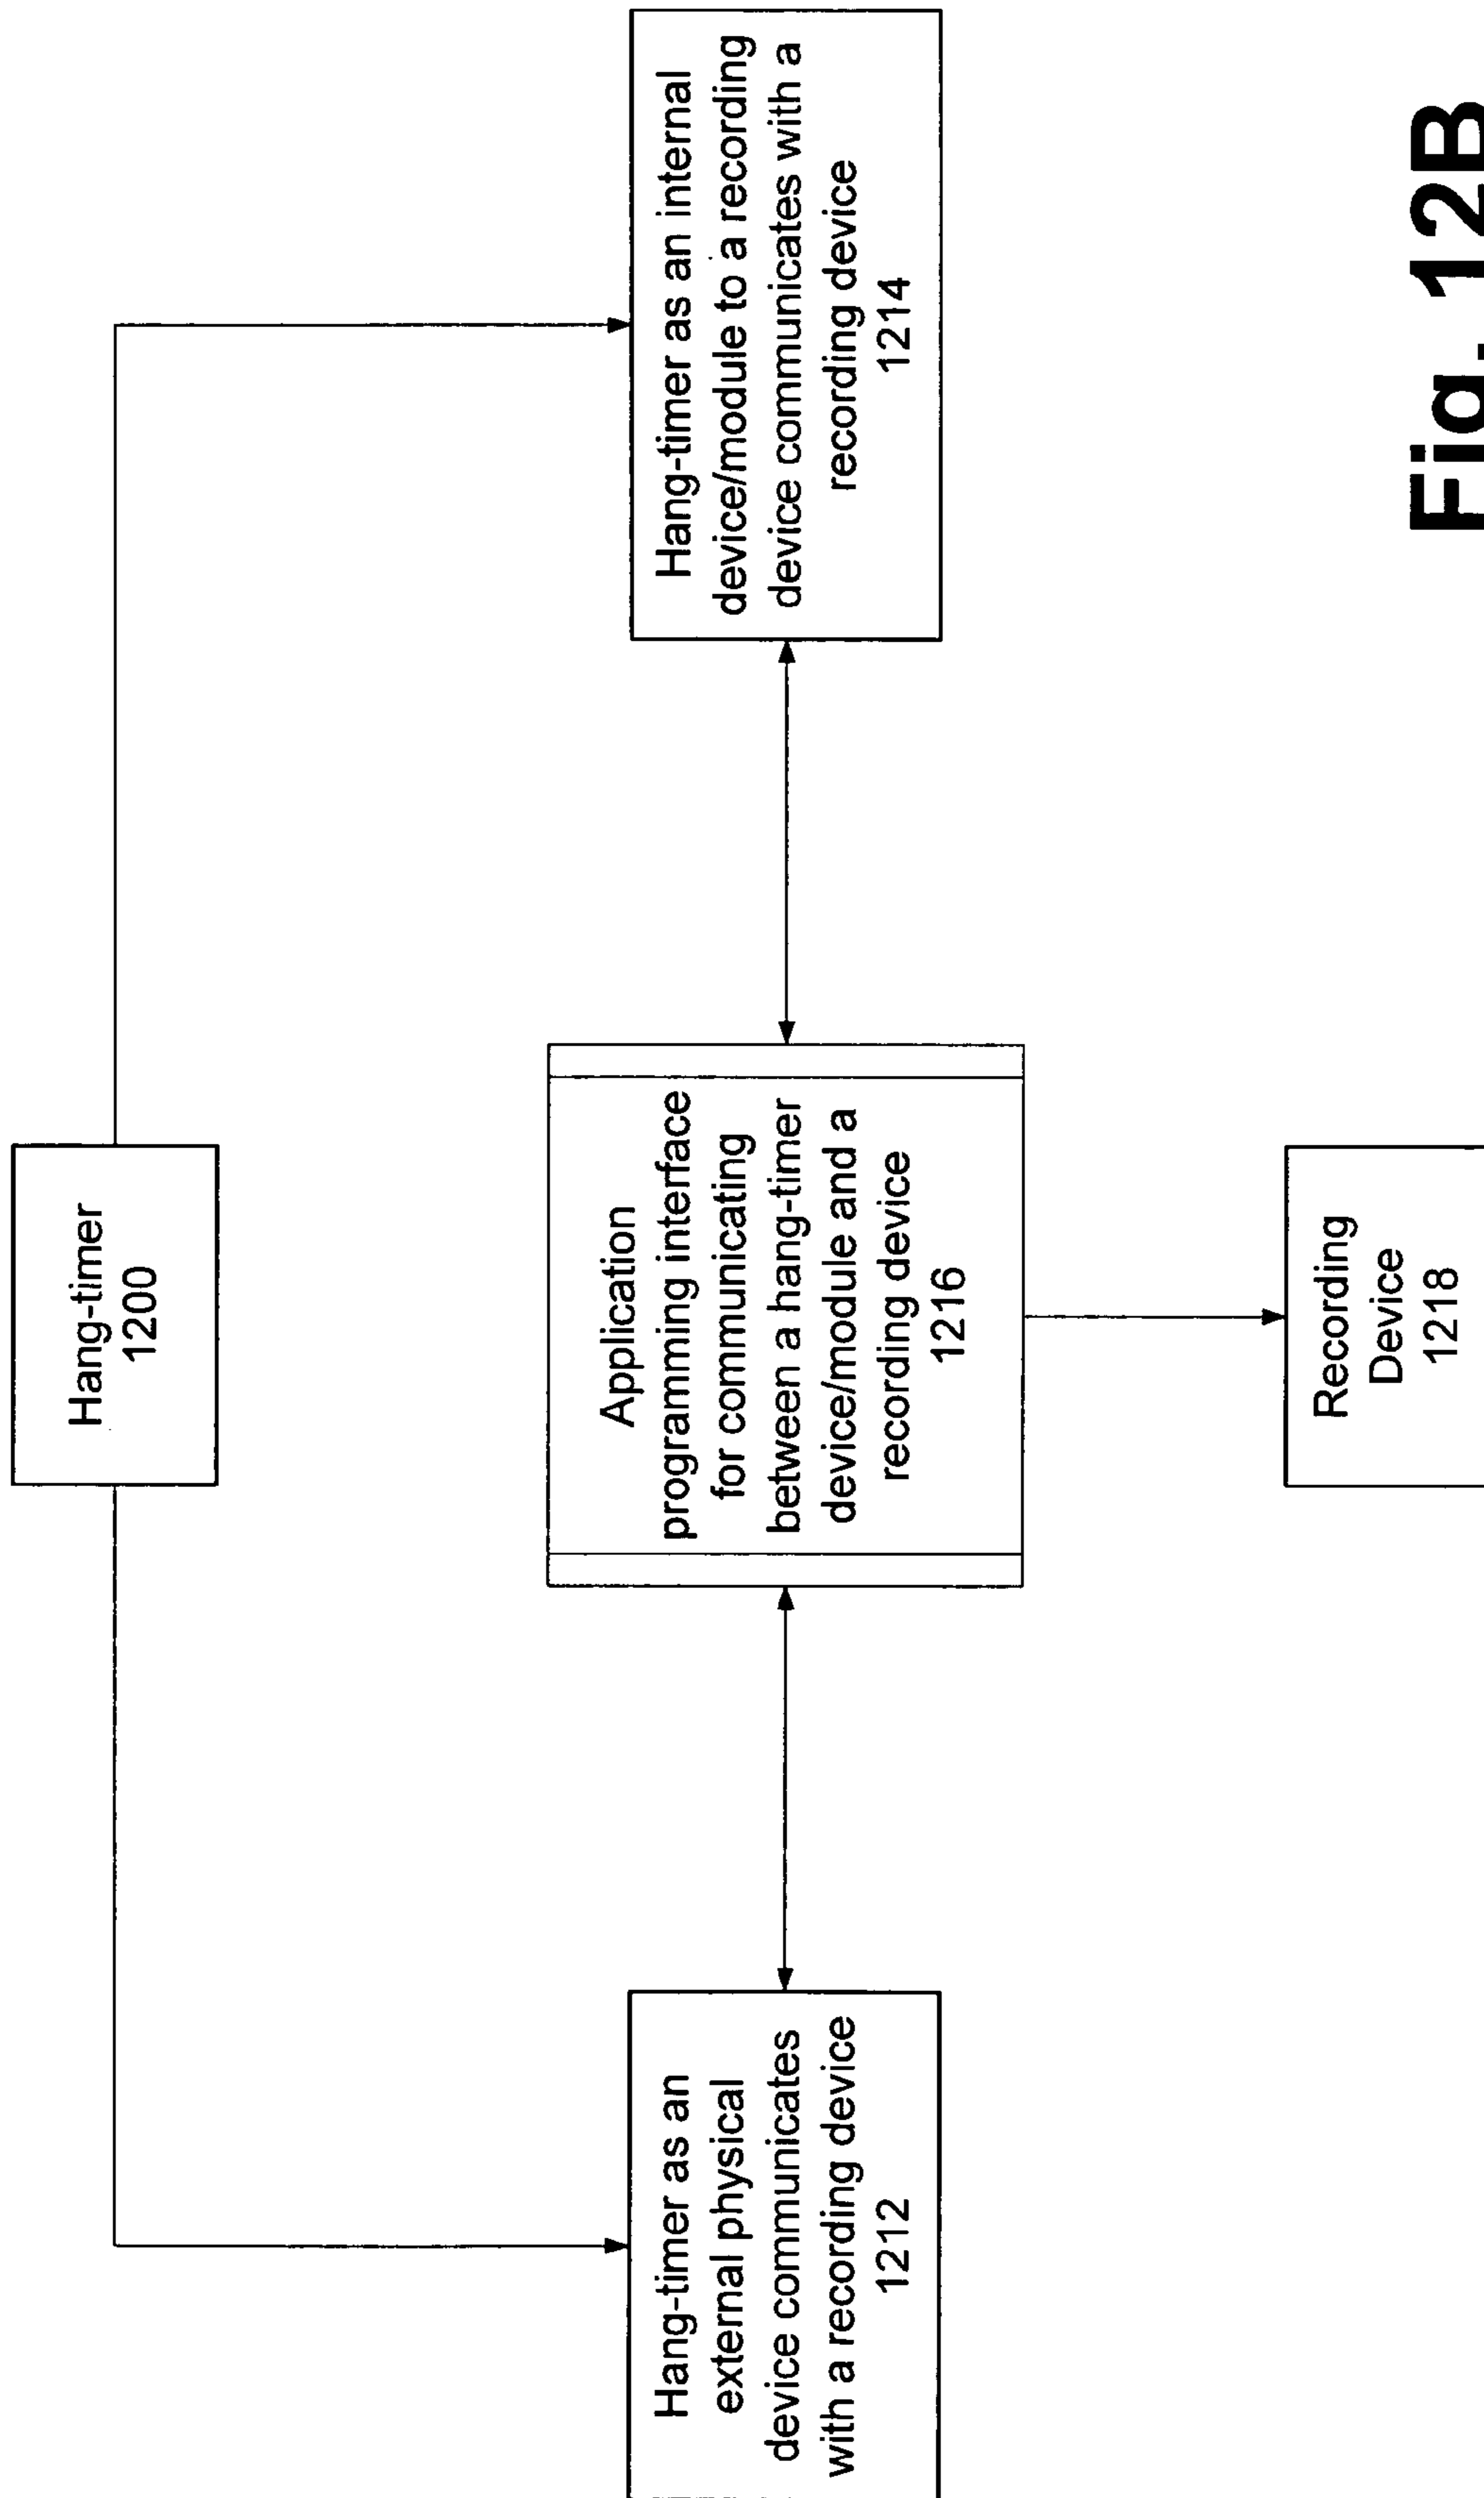 Hang-timer
1200
Hang-timer as an
external physical
device communicates
with a recording device
1212
Application
programming interface
for communicating
between a hang-timer
device/module and a
recording device
1216
Hang-timer as an internal
device/module to a recording
device communicates with a
recording device
1214
Recording
Device
1218
Fig. 12B